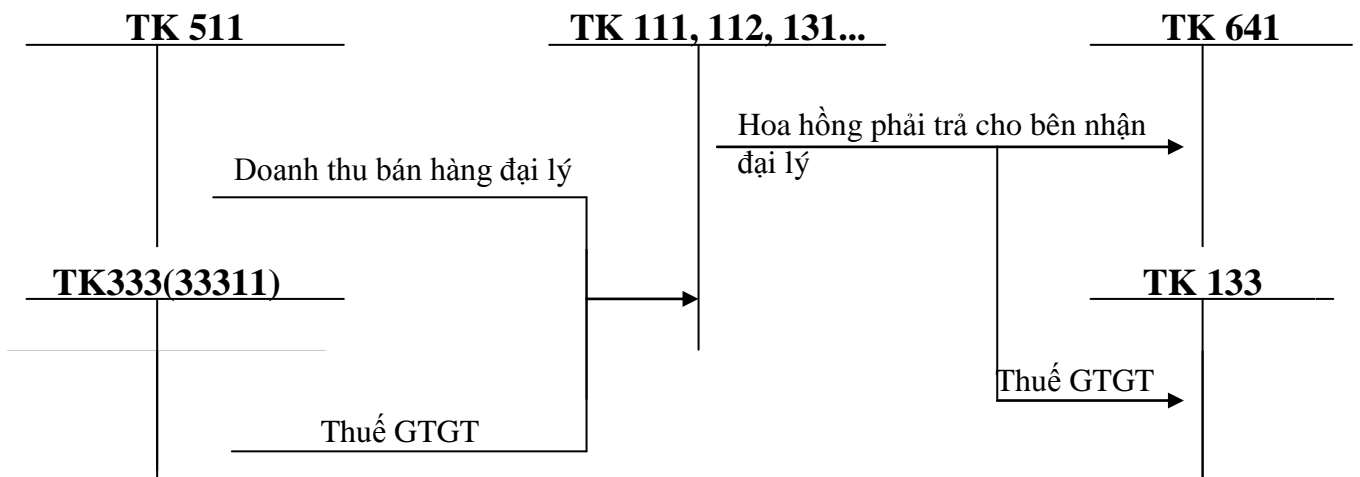 TK 511
TK 111, 112, 131...
TK 641
Hoa hồng phải trả cho bên nhận
đại lý
Doanh thu bán hàng đại lý
TK333(33311)
TK 133
Thuế GTGT
Thuế GTGT